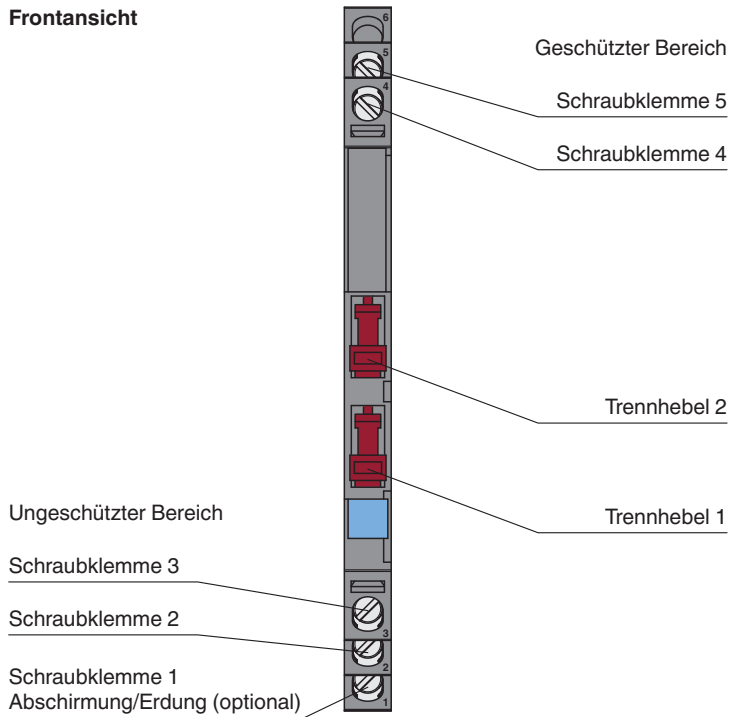 Frontansicht
6
5
Geschützter Bereich
4
Schraubklemme 5
Schraubklemme 4
Trennhebel 2
Trennhebel 1
Ungeschützter Bereich
Schraubklemme 3
Schraubklemme 2
3
2
Schraubklemme 1
Abschirmung/Erdung (optional)
1